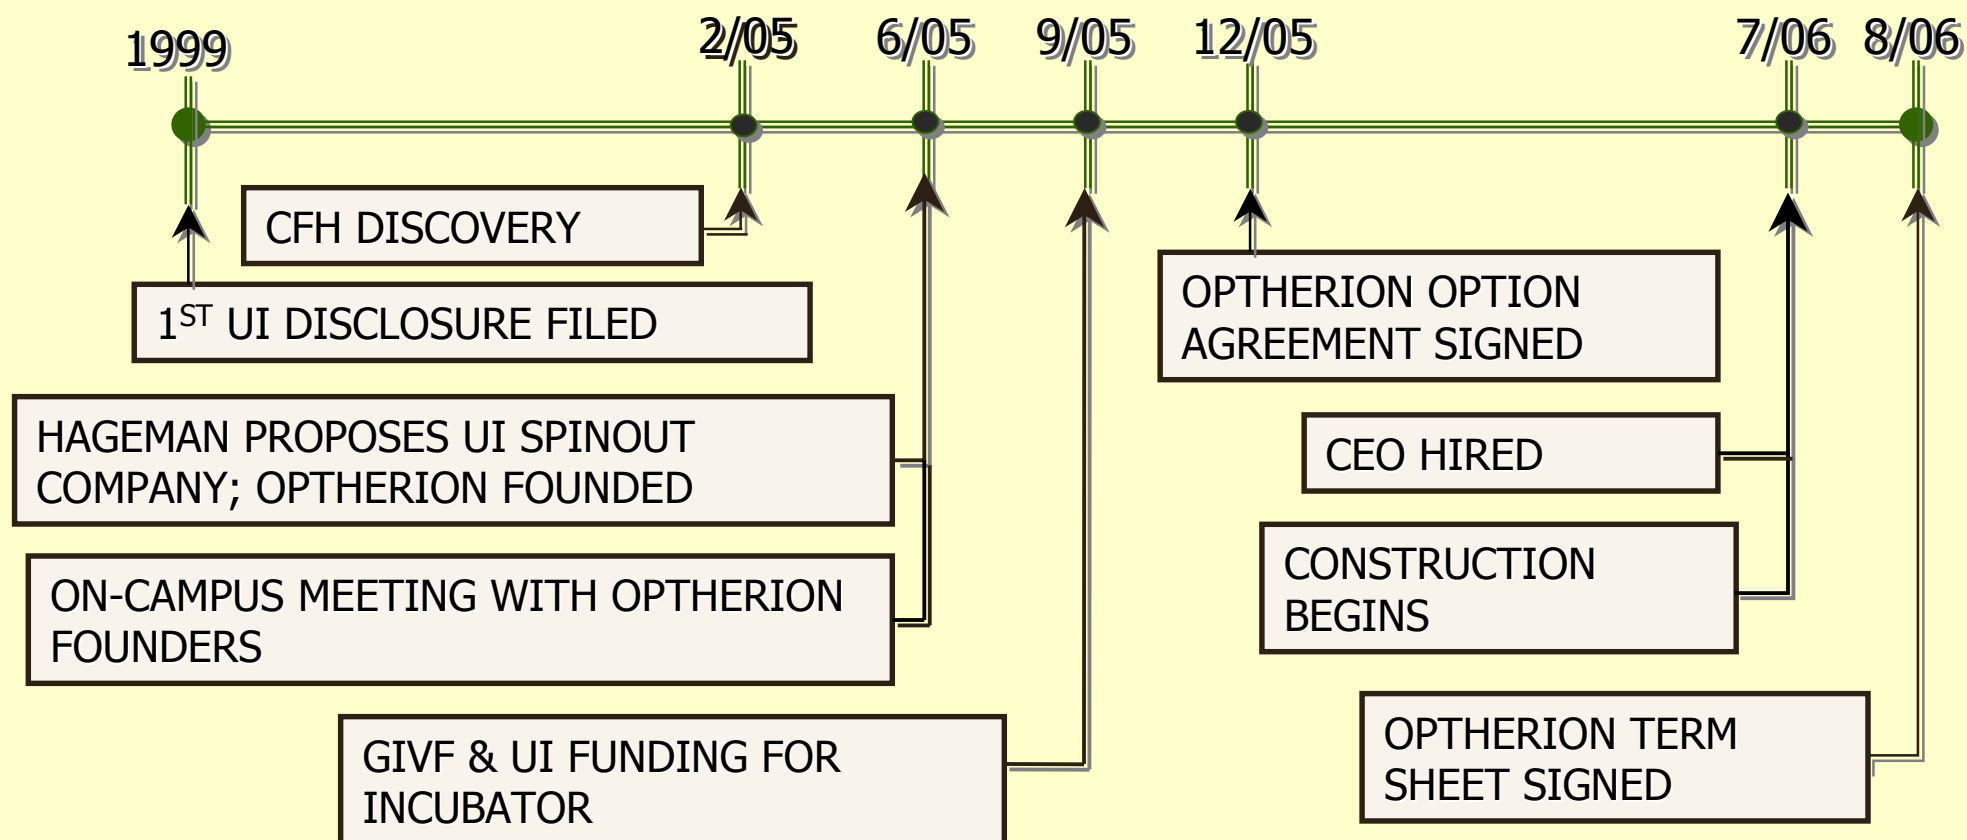 1999
2/05
6/05
9/05
12/05
7/06
8/06
CFH DISCOVERY
1ST UI DISCLOSURE FILED
OPTHERION OPTION
AGREEMENT SIGNED
HAGEMAN PROPOSES UI SPINOUT
COMPANY; OPTHERION FOUNDED
CEO HIRED
ON-CAMPUS MEETING WITH OPTHERION
FOUNDERS
CONSTRUCTION
BEGINS
GIVF & UI FUNDING FOR
INCUBATOR
OPTHERION TERM
SHEET SIGNED